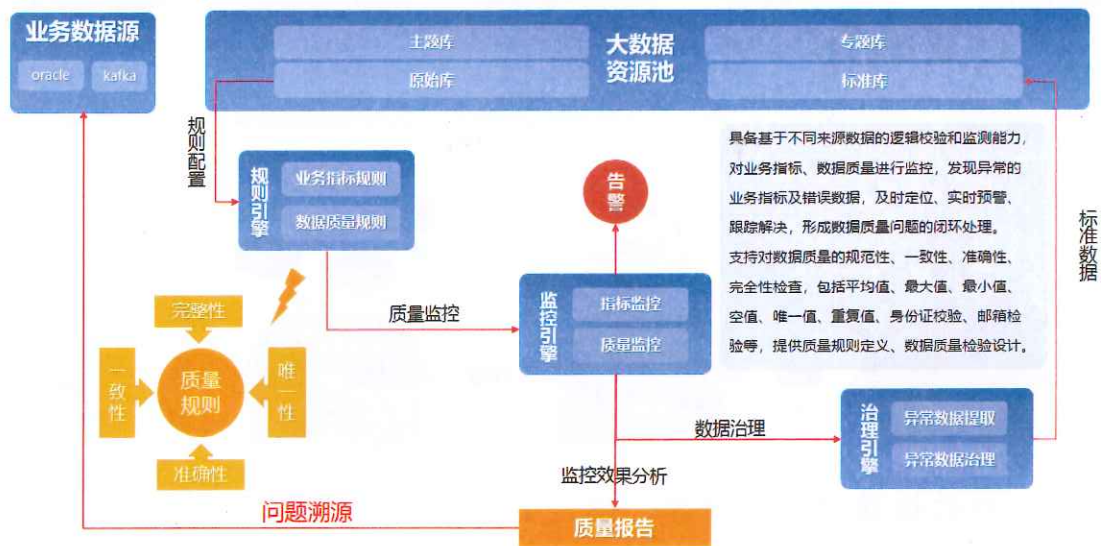 业务数据源
oracle
kafka
主题库
原始库
大数据
资源池
专题库
标准库
规则配置
规则引擎
业务指标规则
数据质量规则
告警
具备基于不同来源数据的逻辑校验和监测能力，
对业务指标、数据质量进行监控，发现异常的
业务指标及错误数据，及时定位、实时预警、
跟踪解决，形成数据质量问题的闭环处理。
支持对数据质量的规范性、一致性、准确性、
完全性检查，包括平均值、最大值、最小值、
空值、唯一值、重复值、身份证校验、邮箱检
验等，提供质量规则定义、数据质量检验设计。
标准数据
质量监控
监控引擎
指标监控
质量监控
完整性
一致性
质量
规则
唯一性
准确性
数据治理
治理引擎
异常数据提取
异常数据治理
监控效果分析
问题溯源
质量报告